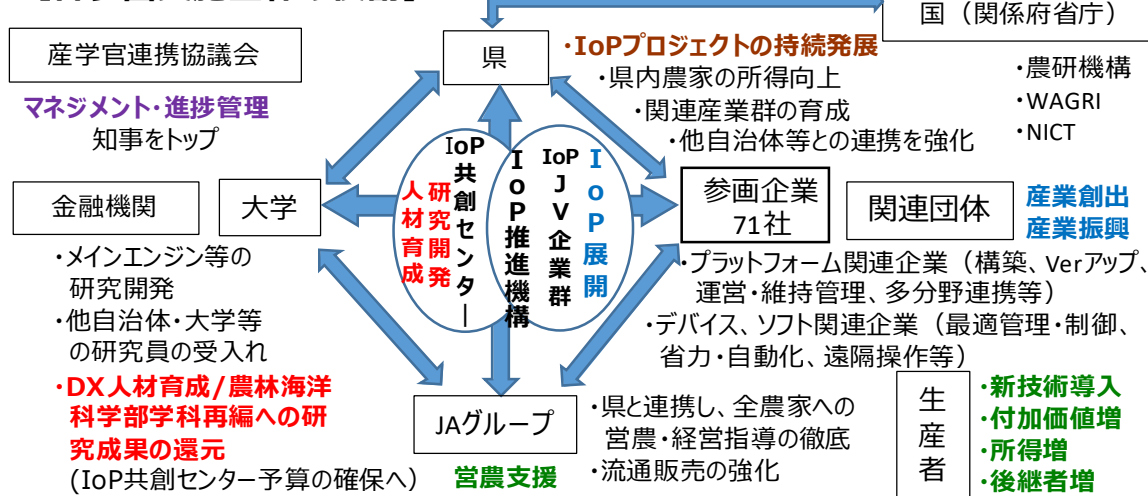 国（関係府省庁）
産学官連携協議会
マネジメント・進捗管理
知事をトップ
県
・IoPプロジェクトの持続発展
・県内農家の所得向上
・関連産業群の育成
・他自治体等との連携を強化
・農研機構
・WAGRI
・NICT
金融機関
大学
・メインエンジン等の
研究開発
・他自治体・大学等
の研究員の受入れ
・DX人材育成/農林海洋
科学部学科再編への研
究成果の還元
(IoP共創センター予算の確保へ)
人材育成
研究開発
IoP共創センター
IoP推進機構
IoPJV企業群
IoP展開
参画企業
71社
関連団体
産業創出
産業振興
・プラットフォーム関連企業（構築、Verアップ、
運営・維持管理、多分野連携等）
・デバイス、ソフト関連企業（最適管理・制御、
省力・自動化、遠隔操作等）
JAグループ
営農支援
・県と連携し、全農家への
営農・経営指導の徹底
・流通販売の強化
生産者
・新技術導入
・付加価値増
・所得増
・後継者増